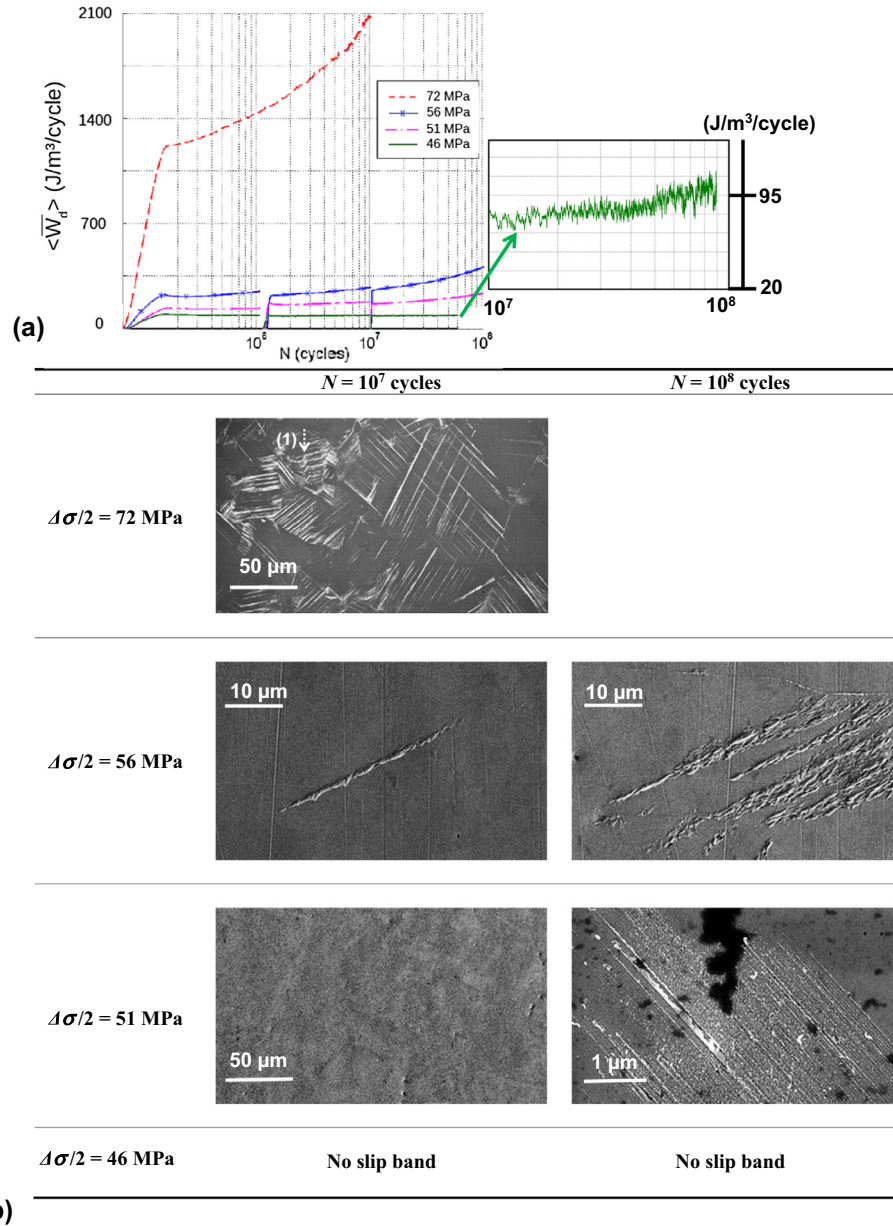 2100
1400
700
0
<W̅d> (J/m³/cycle)
72 MPa
56 MPa
51 MPa
46 MPa
10⁶
10⁷
10⁸
N (cycles)
(J/m³/cycle)
95
20
10⁷
10⁸
(a)
N = 10⁷ cycles
N = 10⁸ cycles
Δσ/2 = 72 MPa
(1)
50 µm
Δσ/2 = 56 MPa
10 µm
10 µm
Δσ/2 = 51 MPa
50 µm
1 µm
Δσ/2 = 46 MPa
No slip band
No slip band